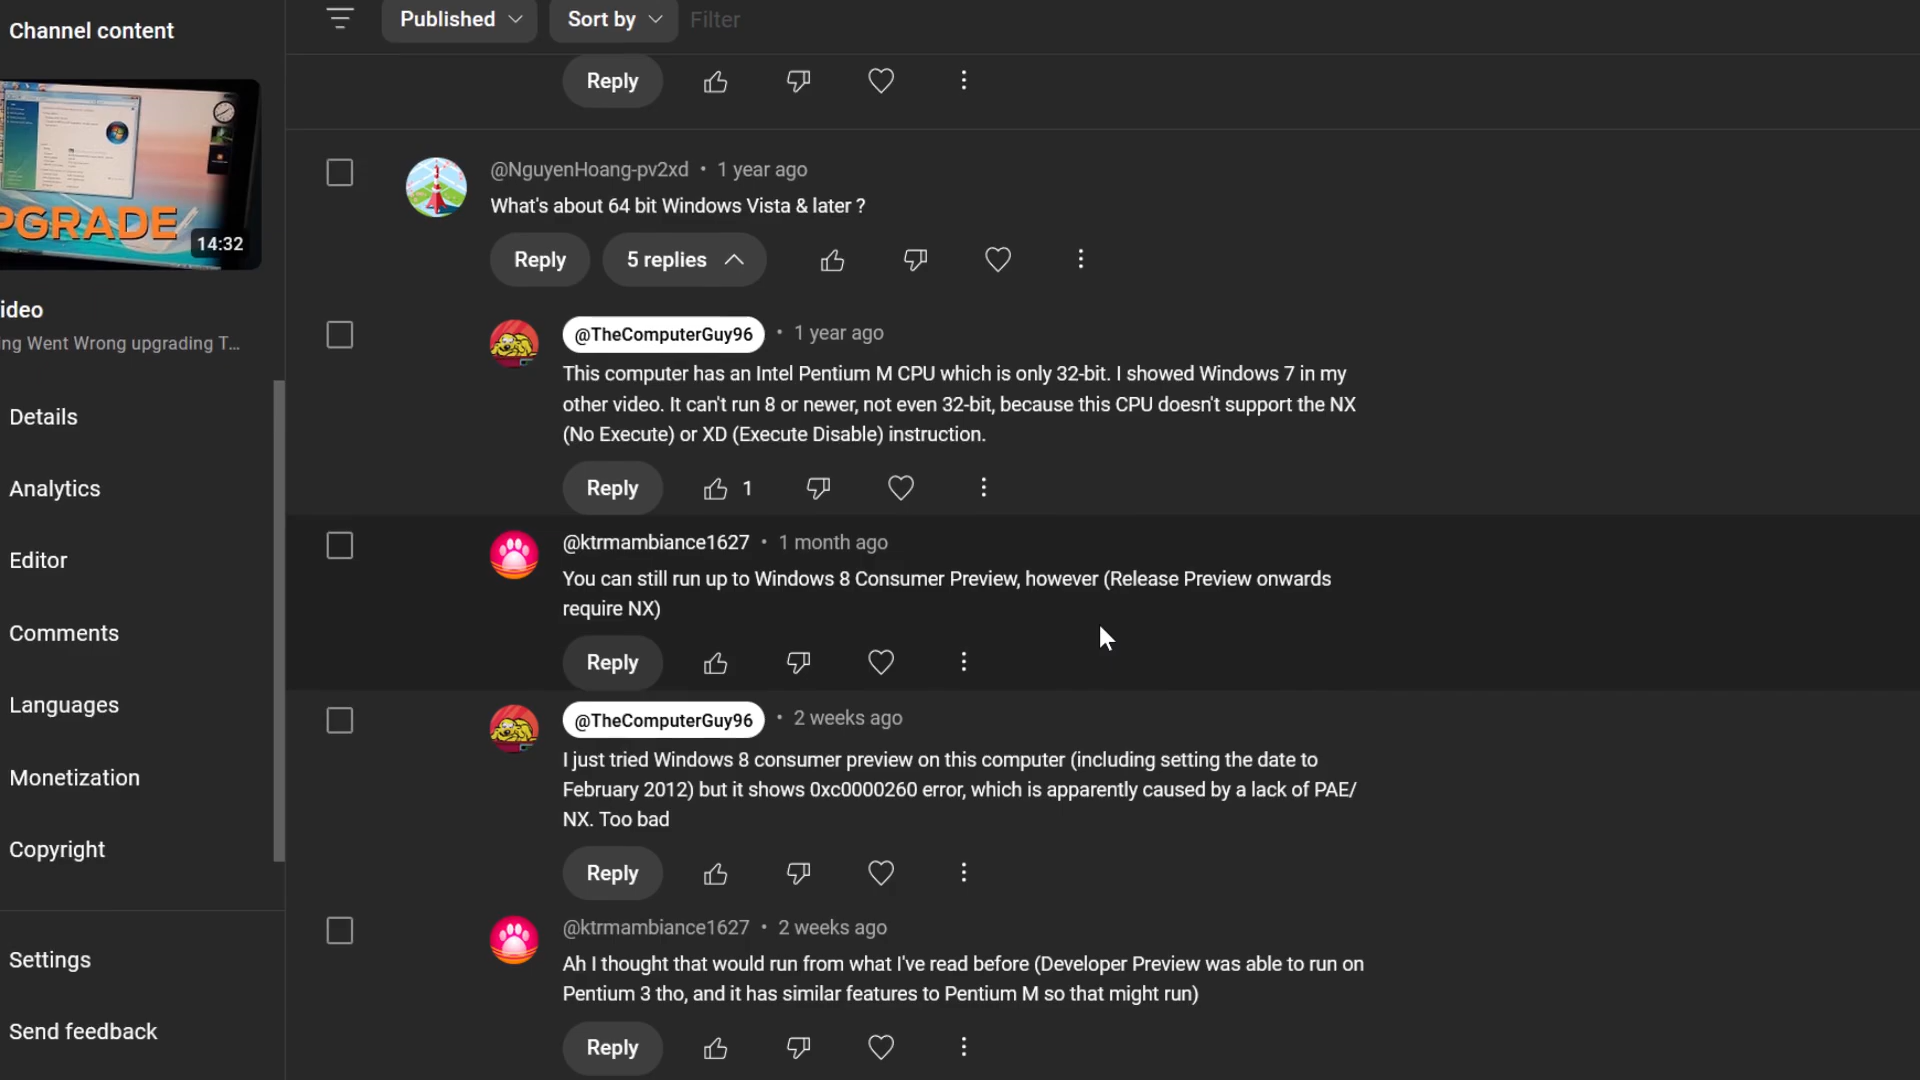 Channel content
Published
Sort by
Filter
PGRADE
14:32
ideo
ing Went Wrong upgrading T...
Details
Analytics
Editor
Comments
Languages
Monetization
Copyright
Settings
Send feedback
Reply
@NguyenHoang-pv2xd • 1 year ago
What's about 64 bit Windows Vista & later ?
Reply
5 replies
@TheComputerGuy96 • 1 year ago
This computer has an Intel Pentium M CPU which is only 32-bit. I showed Windows 7 in my
other video. It can't run 8 or newer, not even 32-bit, because this CPU doesn't support the NX
(No Execute) or XD (Execute Disable) instruction.
Reply
1
@ktrmambiance1627 • 1 month ago
You can still run up to Windows 8 Consumer Preview, however (Release Preview onwards
require NX)
Reply
@TheComputerGuy96 • 2 weeks ago
I just tried Windows 8 consumer preview on this computer (including setting the date to
February 2012) but it shows 0xc0000260 error, which is apparently caused by a lack of PAE/
NX. Too bad
Reply
@ktrmambiance1627 • 2 weeks ago
Ah I thought that would run from what I've read before (Developer Preview was able to run on
Pentium 3 tho, and it has similar features to Pentium M so that might run)
Reply